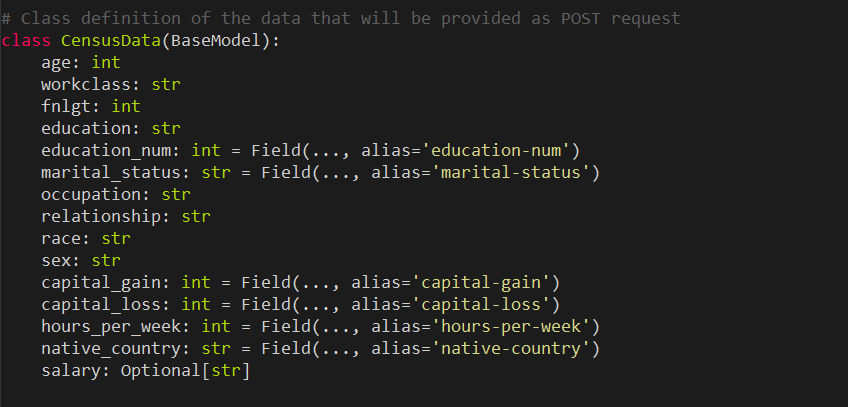 # Class definition of the data that will be provided as POST request
class CensusData(BaseModel):
    age: int
    workclass: str
    fnlgt: int
    education: str
    education_num: int = Field(..., alias='education-num')
    marital_status: str = Field(..., alias='marital-status')
    occupation: str
    relationship: str
    race: str
    sex: str
    capital_gain: int = Field(..., alias='capital-gain')
    capital_loss: int = Field(..., alias='capital-loss')
    hours_per_week: int = Field(..., alias='hours-per-week')
    native_country: str = Field(..., alias='native-country')
    salary: Optional[str]